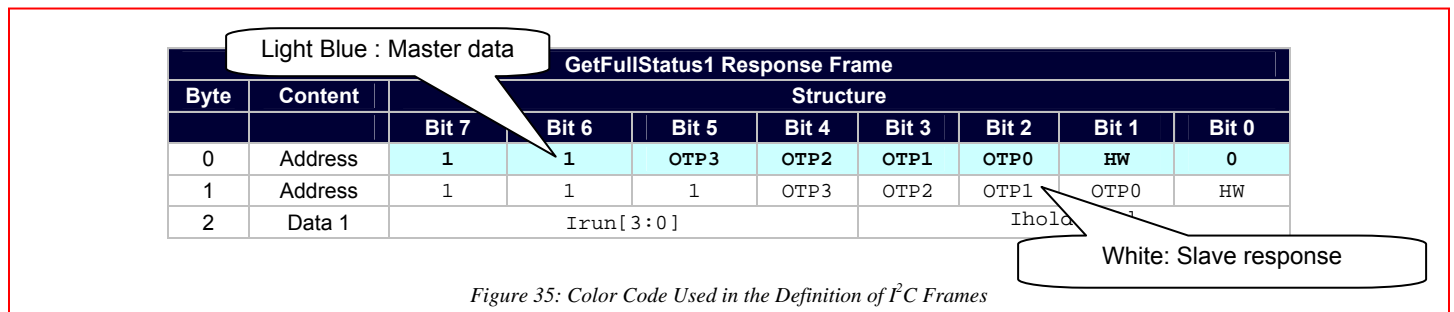 Light Blue : Master data
GetFullStatus1 Response Frame
Byte Content Structure
Bit 7 Bit 6 Bit 5 Bit 4 Bit 3 Bit 2 Bit 1 Bit 0
0 Address 1 1 OTP3 OTP2 OTP1 OTP0 HW 0
1 Address 1 1 1 OTP3 OTP2 OTP1 OTP0 HW
2 Data 1 Irun[3:0]
White: Slave response
Figure 35: Color Code Used in the Definition of I²C Frames